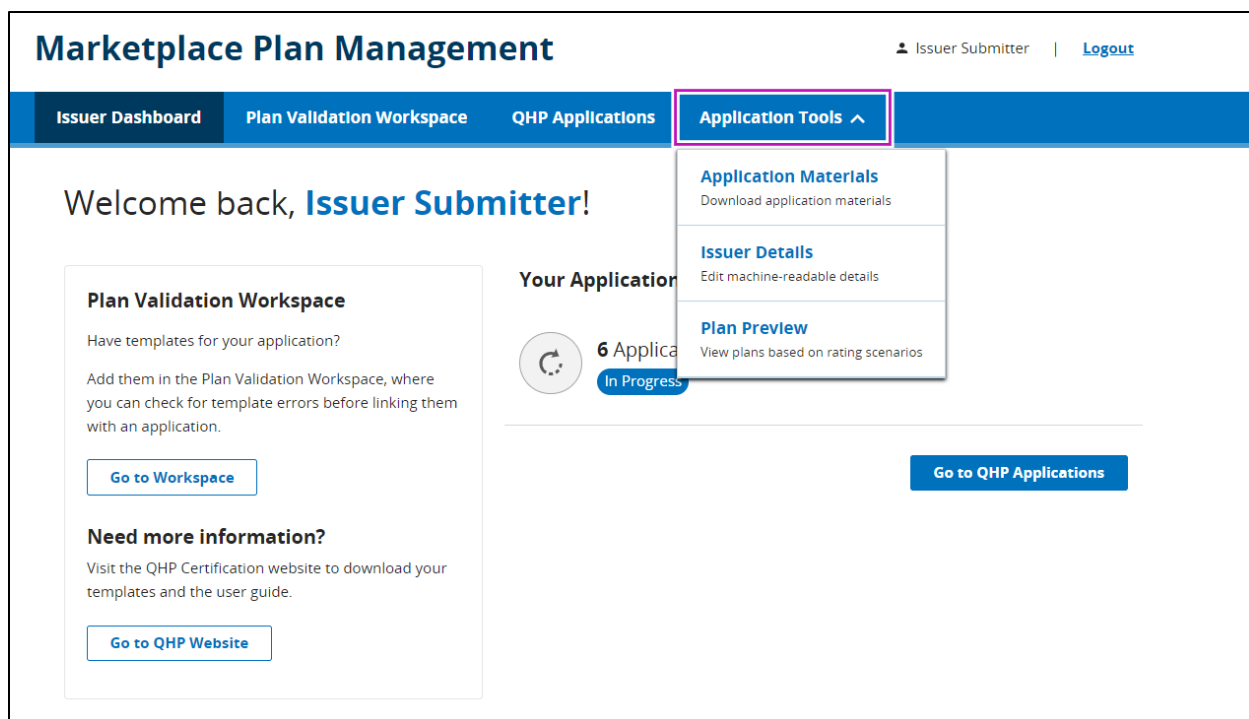 Marketplace Plan Management
Issuer Submitter | Logout
Issuer Dashboard Plan Validation Workspace QHP Applications Application Tools
Application Materials
Download application materials
Issuer Details
Edit machine-readable details
Plan Preview
View plans based on rating scenarios
Welcome back, Issuer Submitter!
Plan Validation Workspace
Have templates for your application?
Add them in the Plan Validation Workspace, where
you can check for template errors before linking them
with an application.
Go to Workspace
Need more information?
Visit the QHP Certification website to download your
templates and the user guide.
Go to QHP Website
Your Application
6 Applica
In Progress
Go to QHP Applications